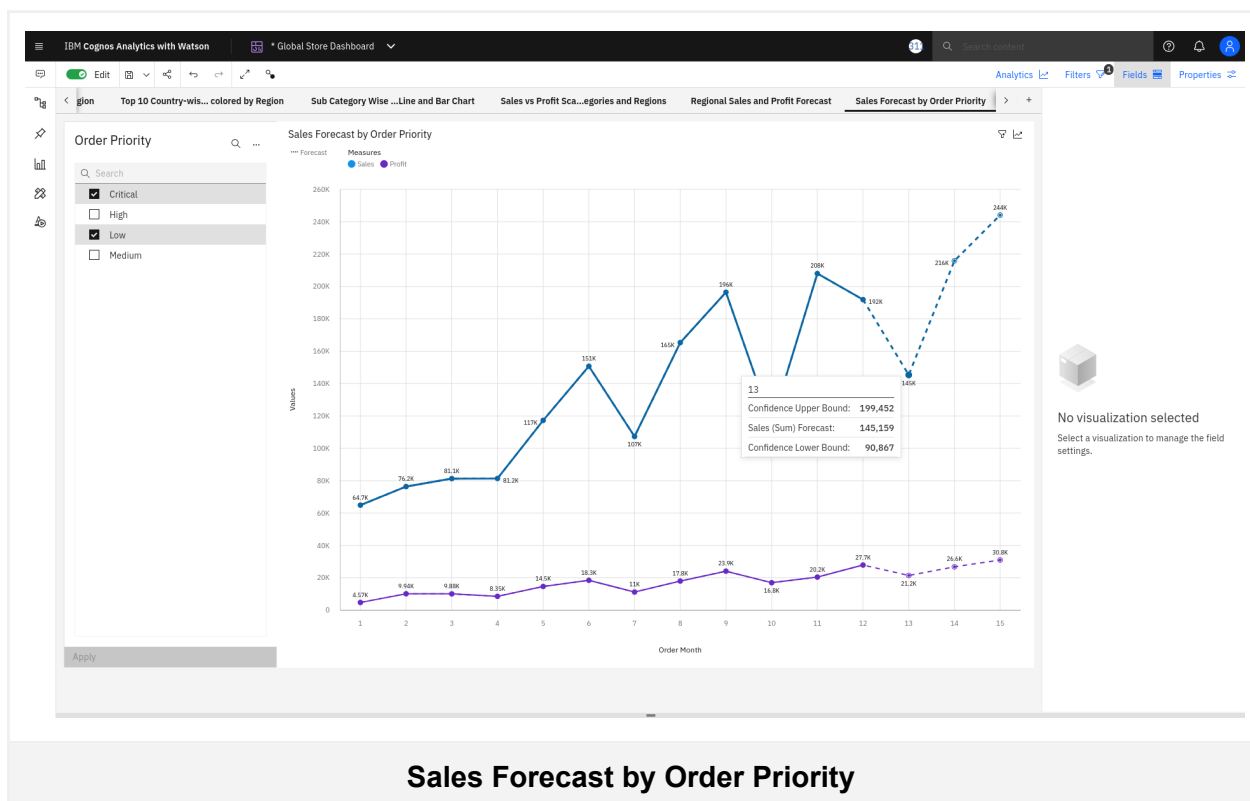 IBM Cognos Analytics with Watson
* Global Store Dashboard
Search content
Edit
Analytics
Filters
1
Fields
Properties
gion
Top 10 Country-wis... colored by Region
Sub Category Wise ...Line and Bar Chart
Sales vs Profit Sca...egories and Regions
Regional Sales and Profit Forecast
Sales Forecast by Order Priority
Order Priority
Search
Critical
High
Low
Medium
Apply
Sales Forecast by Order Priority
Forecast
Measures
Sales
Profit
260K
240K
220K
200K
180K
160K
140K
120K
100K
80K
60K
40K
20K
0
Values
64.7K
76.2K
81.1K
81.2K
117K
151K
107K
165K
196K
208K
192K
145K
216K
244K
4.57K
9.94K
9.88K
8.35K
14.5K
18.3K
11K
17.8K
23.9K
16.8K
20.2K
27.7K
21.2K
26.6K
30.8K
13
Confidence Upper Bound: 199,452
Sales (Sum) Forecast: 145,159
Confidence Lower Bound: 90,867
1 2 3 4 5 6 7 8 9 10 11 12 13 14 15
Order Month
No visualization selected
Select a visualization to manage the field
settings.
Sales Forecast by Order Priority